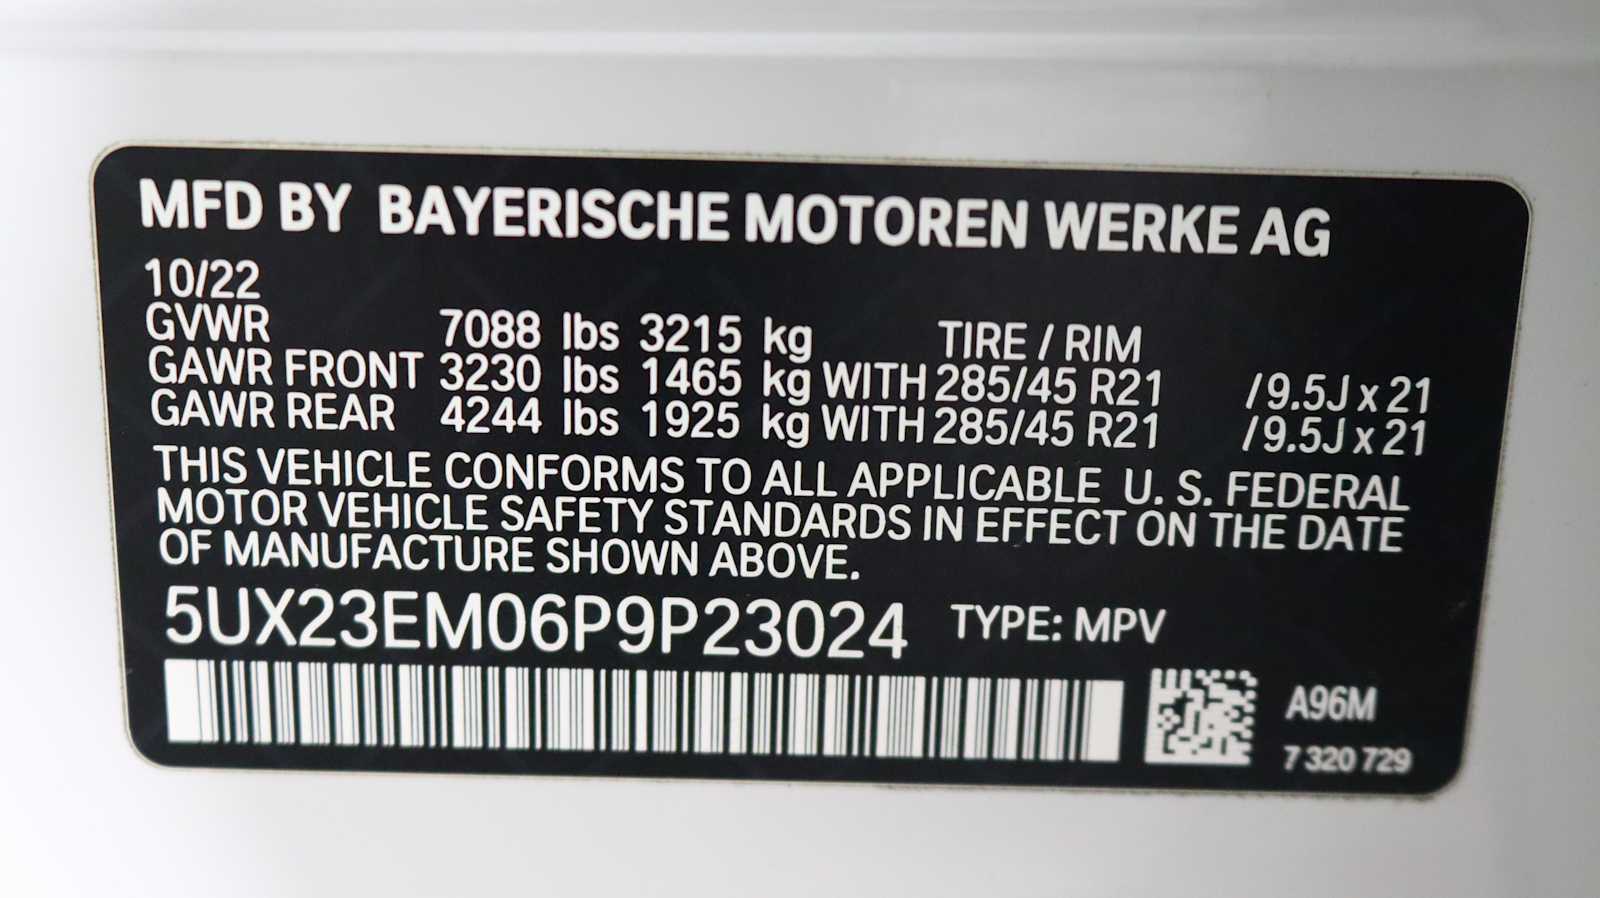 MFD BY BAYERISCHE MOTOREN WERKE AG
10/22
GVWR 7088 lbs 3215 kg TIRE / RIM
GAWR FRONT 3230 lbs 1465 kg WITH 285/45 R21 /9.5J x 21
GAWR REAR 4244 lbs 1925 kg WITH 285/45 R21 /9.5J x 21
THIS VEHICLE CONFORMS TO ALL APPLICABLE U. S. FEDERAL
MOTOR VEHICLE SAFETY STANDARDS IN EFFECT ON THE DATE
OF MANUFACTURE SHOWN ABOVE.
5UX23EM06P9P23024 TYPE: MPV
A96M
7 320 729